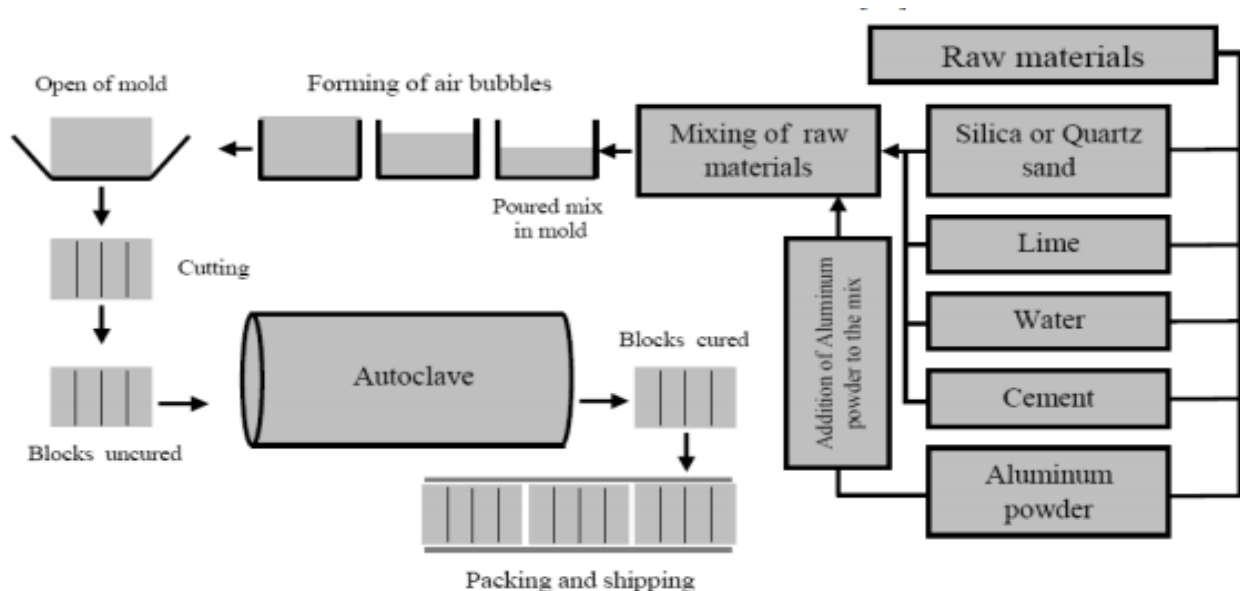 Raw materials
Open of mold
Forming of air bubbles
Mixing of raw
materials
Silica or Quartz
sand
Poured mix
in mold
Lime
Cutting
Addition of Aluminum
powder to the mix
Water
Autoclave
Blocks cured
Cement
Blocks uncured
Aluminum
powder
Packing and shipping